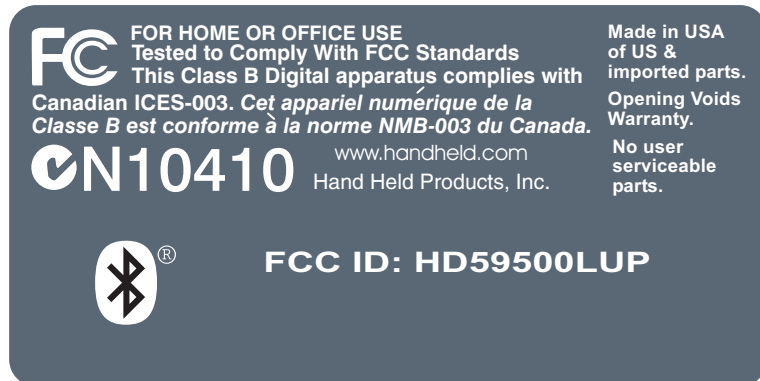 FC
FOR HOME OR OFFICE USE
Tested to Comply With FCC Standards
This Class B Digital apparatus complies with
Canadian ICES-003. Cet appariel numérique de la
Classe B est conforme à la norme NMB-003 du Canada.
N10410
www.handheld.com
Hand Held Products, Inc.
Made in USA
of US &
imported parts.
Opening Voids
Warranty.
No user
serviceable
parts.
®
FCC ID: HD59500LUP